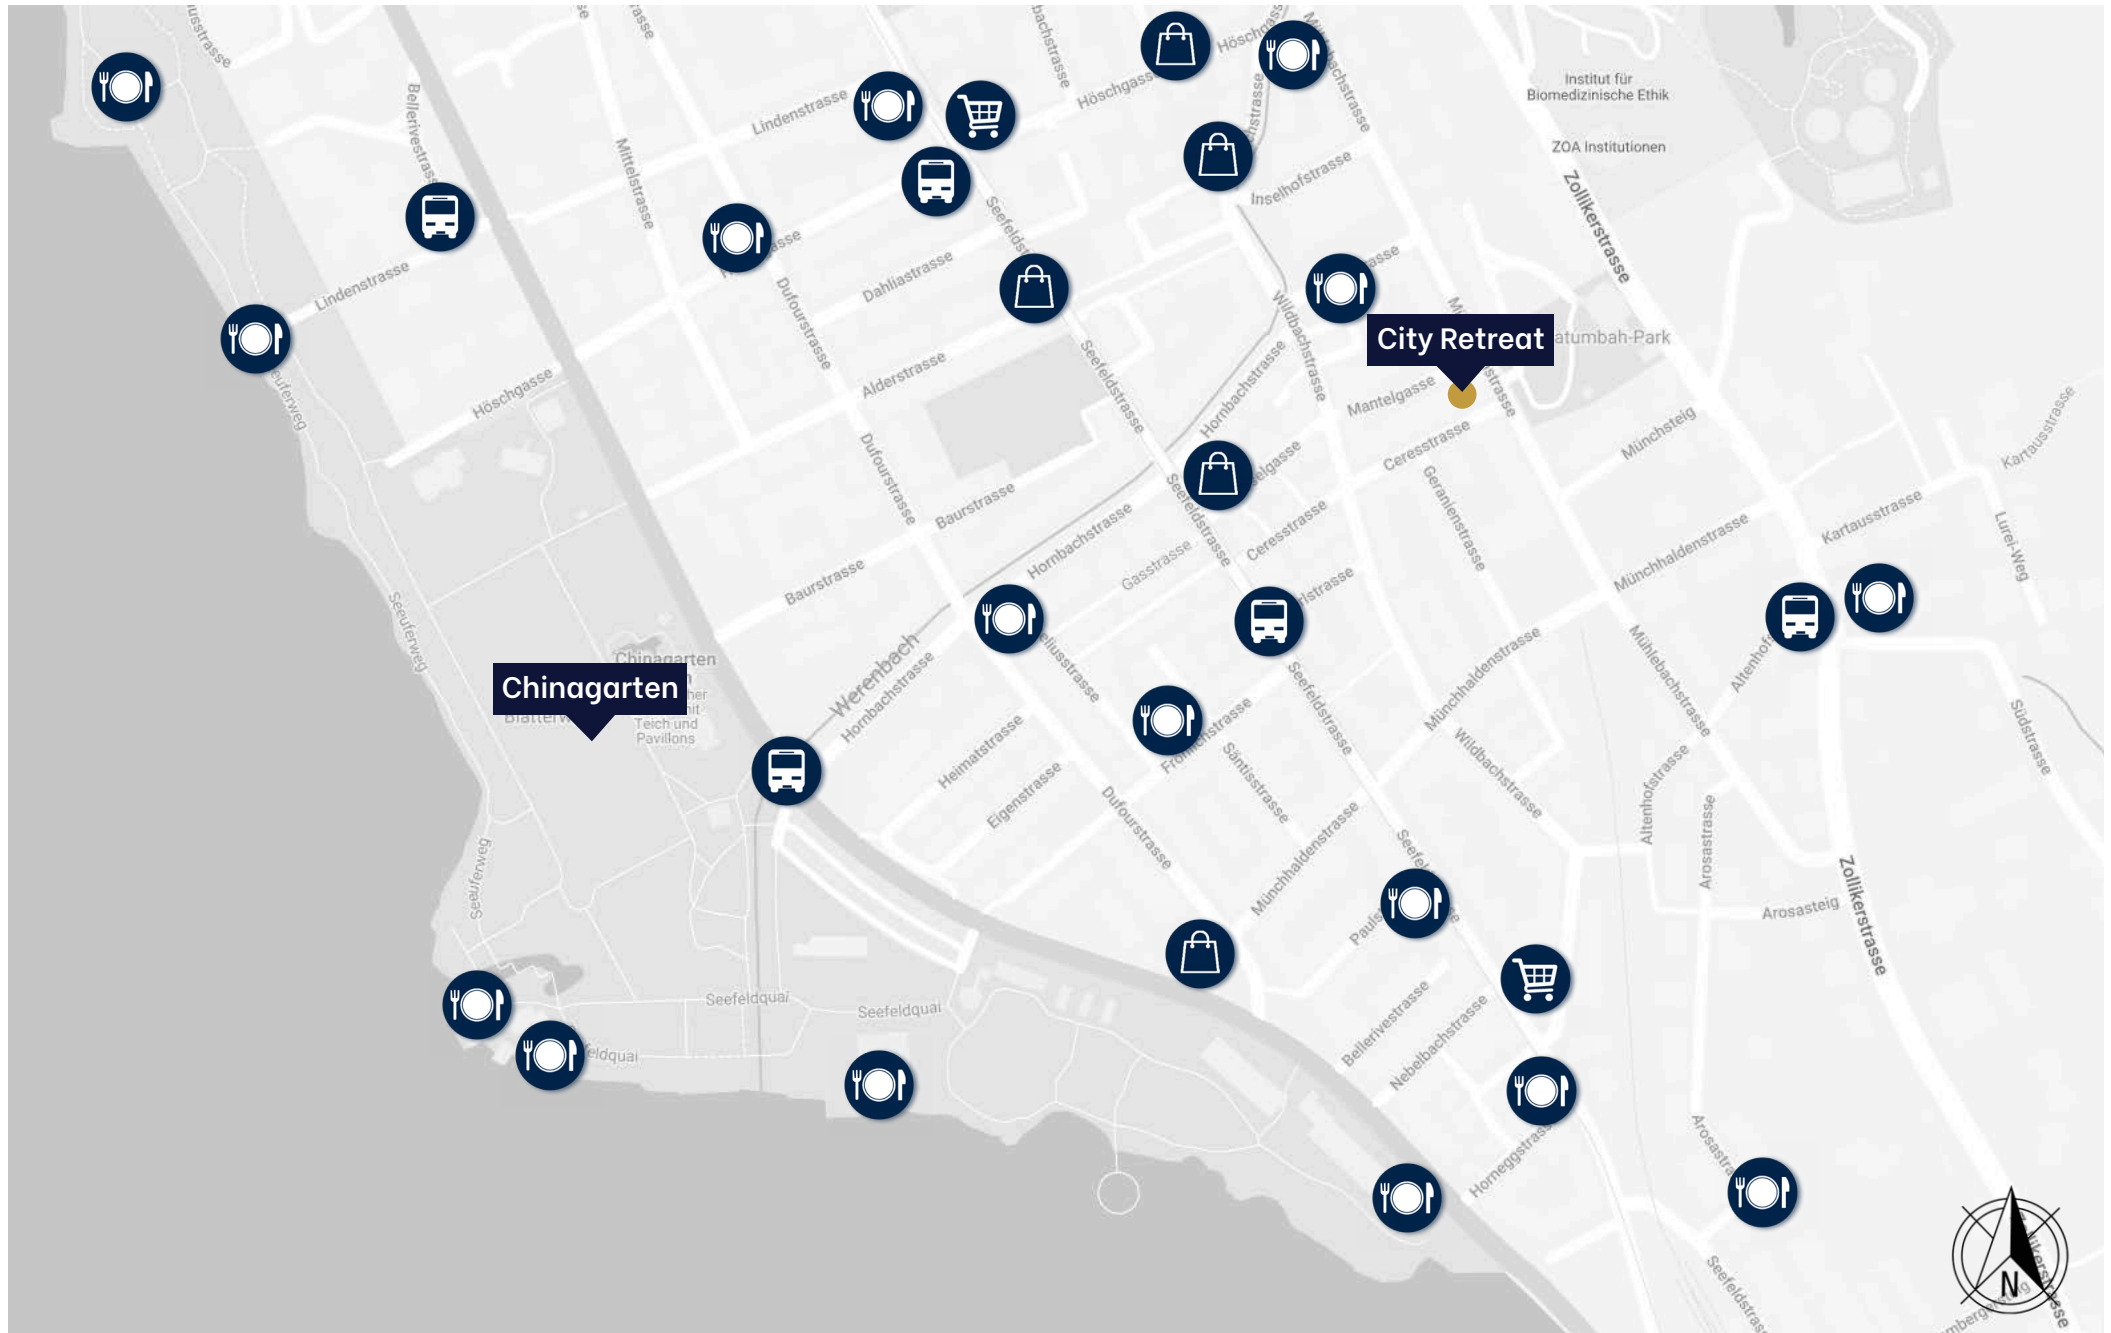 Bellerivestrasse
Lindenstrasse
Höschgasse
Institut für
Biomedizinische Ethik
ZOA Institutionen
Mittelstrasse
Inselhofstrasse
Zollikerstrasse
Lindenstrasse
Dahliastrasse
Dufourstrasse
Wildbachstrasse
City Retreat
Alderstrasse
Seefeldstrasse
Höschgasse
Hornbachstrasse
Mantelgasse
Ceresstrasse
Münchsteig
Kartausstrasse
Dufourstrasse
Baurstrasse
Seefeldstrasse
Geranienstrasse
Kartausstrasse
Hornbachstrasse
Ceresstrasse
Münchhaldenstrasse
Lurei-Weg
Gasstrasse
Baurstrasse
Seeuferweg
Werenbach
Hornbachstrasse
Chinagarten
Chinagarten
Teich und
Pavillons
Münchhaldenstrasse
Mühlebachstrasse
Seefeldstrasse
Südstrasse
Heimatstrasse
Eigenstrasse
Säntisstrasse
Wildbachstrasse
Altenhofstrasse
Dufourstrasse
Münchhaldenstrasse
Arosastrasse
Seeuferweg
Arosasteig
Zollikerstrasse
Seefeldquai
Seefeldquai
Bellerivestrasse
Nebelbachstrasse
N